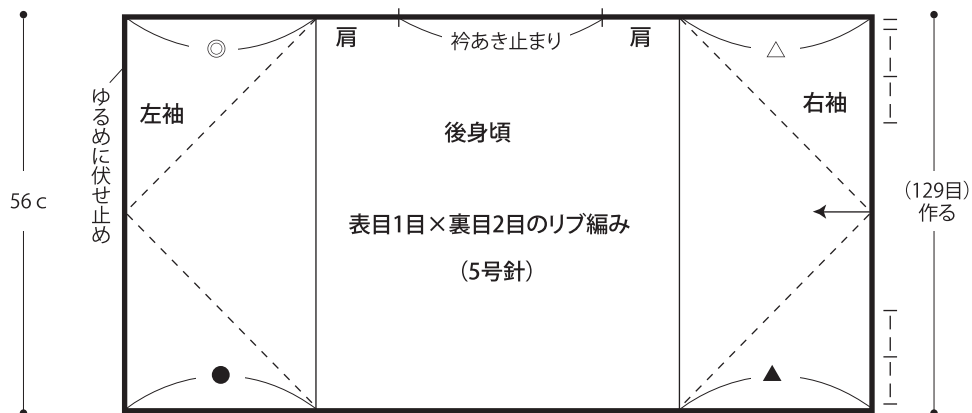 肩
衿あき止まり
肩
◎
△
左袖
右袖
ゆるめに伏せ止め
後身頃
56 c
(129目)
作る
表目1目×裏目2目のリブ編み
(5号針)
●
▲
| — | — |
| — | — |